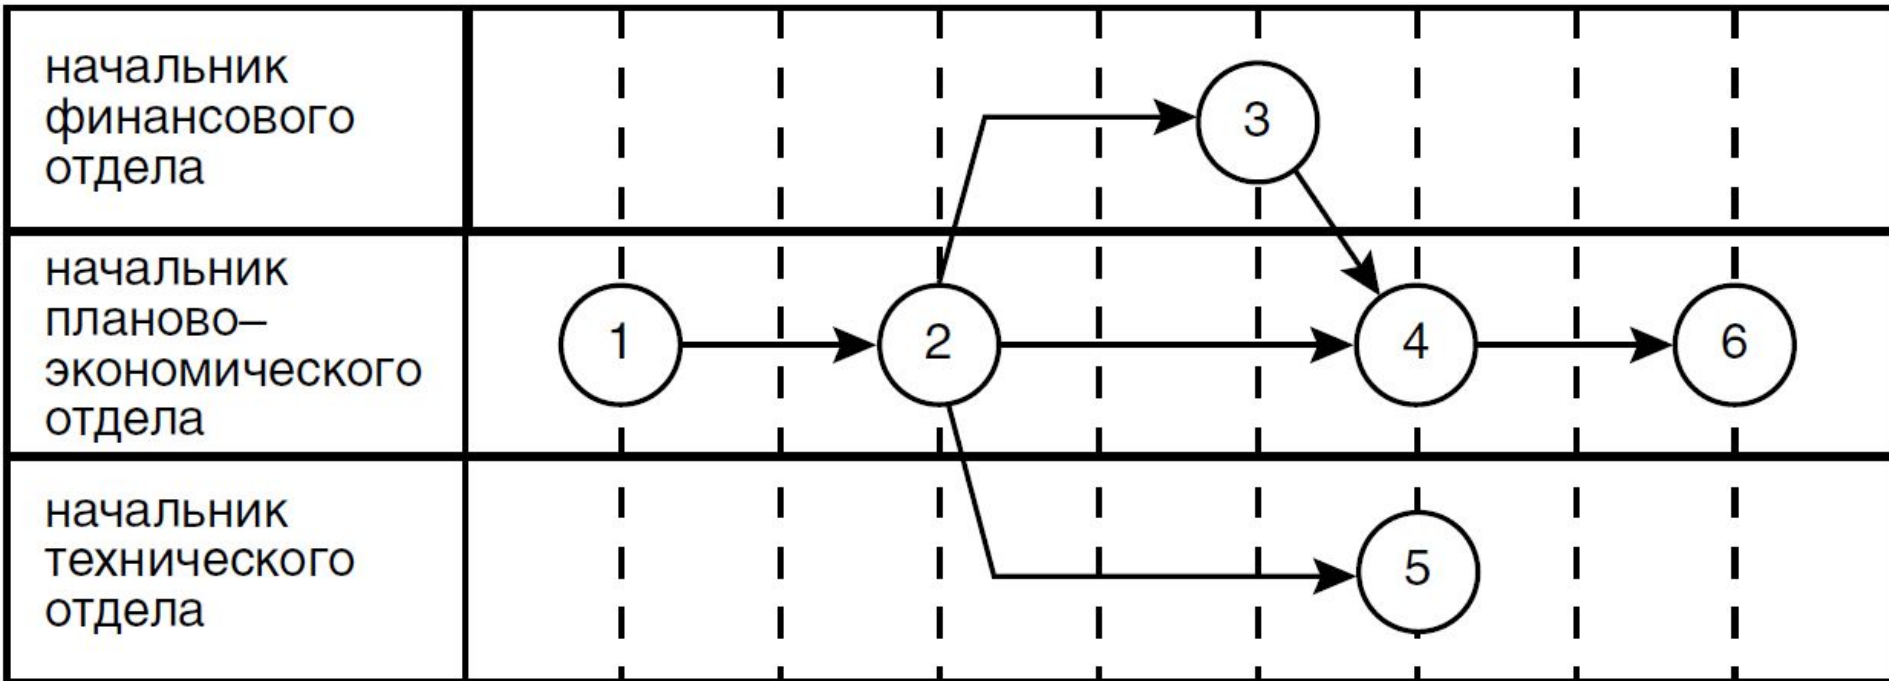 начальник
финансового
отдела
3
начальник
планово–
экономического
отдела
1
2
4
6
начальник
технического
отдела
5